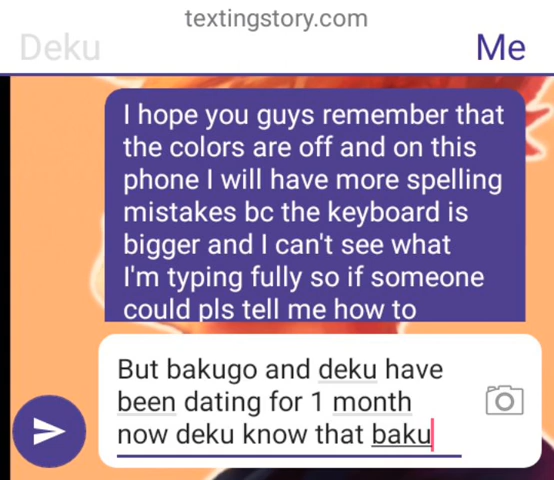 textingstory.com
Deku Me
I hope you guys remember that
the colors are off and on this
phone I will have more spelling
mistakes bc the keyboard is
bigger and I can't see what
I'm typing fully so if someone
could pls tell me how to
But bakugo and deku have
been dating for 1 month
now deku know that baku